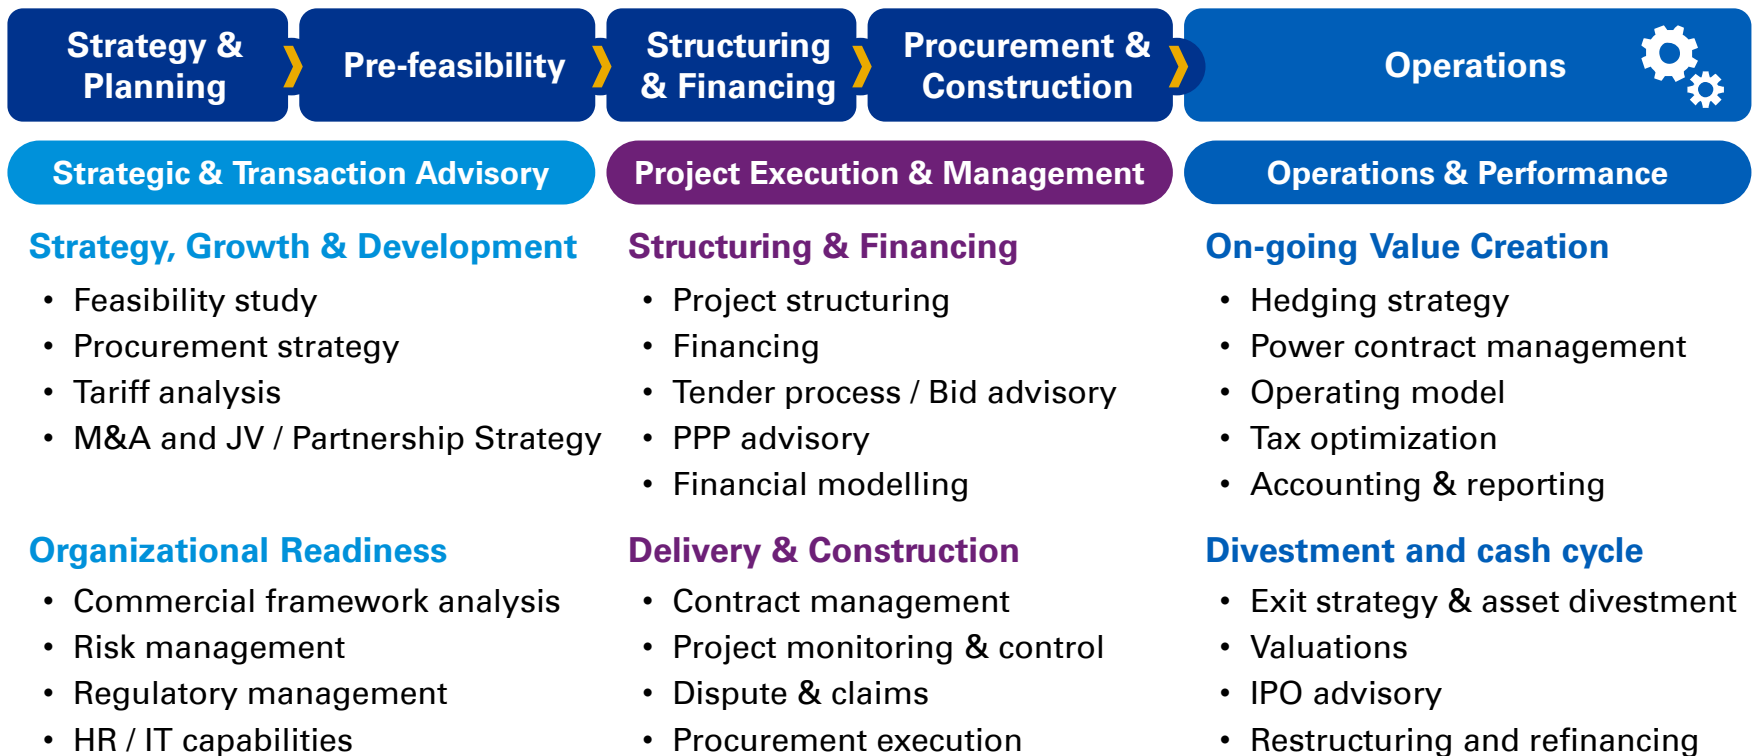 Strategy &
Planning
Pre-feasibility
Structuring
& Financing
Procurement &
Construction
Operations
Strategic & Transaction Advisory
Project Execution & Management
Operations & Performance
Strategy, Growth & Development
• Feasibility study
• Procurement strategy
• Tariff analysis
• M&A and JV / Partnership Strategy
Organizational Readiness
• Commercial framework analysis
• Risk management
• Regulatory management
• HR / IT capabilities
Structuring & Financing
• Project structuring
• Financing
• Tender process / Bid advisory
• PPP advisory
• Financial modelling
Delivery & Construction
• Contract management
• Project monitoring & control
• Dispute & claims
• Procurement execution
On-going Value Creation
• Hedging strategy
• Power contract management
• Operating model
• Tax optimization
• Accounting & reporting
Divestment and cash cycle
• Exit strategy & asset divestment
• Valuations
• IPO advisory
• Restructuring and refinancing